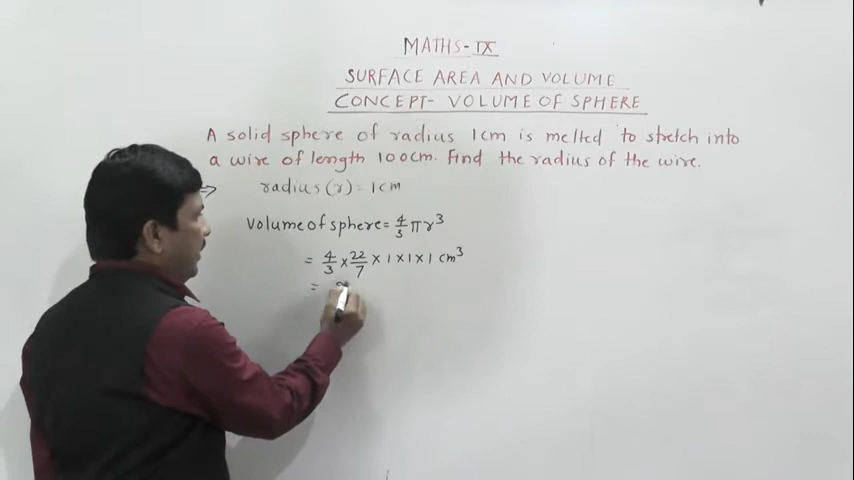 MATHS-IX
SURFACE AREA AND VOLUME
CONCEPT- VOLUME OF SPHERE
A solid sphere of radius 1cm is melted to stretch into
a wire of length 100cm. Find the radius of the wire.
⇒ radius(r) = 1cm
Volume of sphere = 4/3 πr³
= 4/3 × 22/7 × 1×1×1 cm³
=